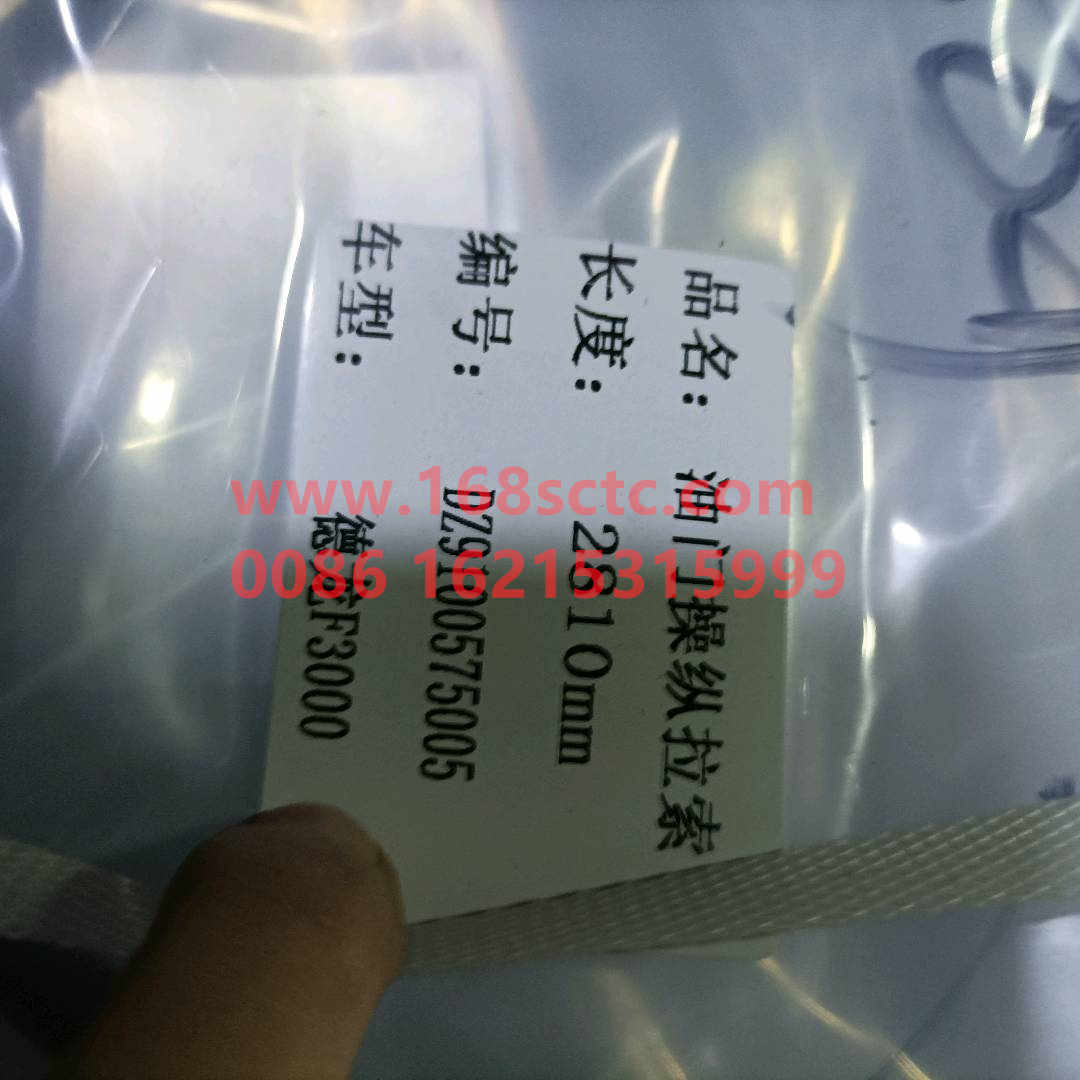 品名: 油门操纵拉索
长度: 2810mm
编号: DZ9100575005
车型: 德龙F3000
www.168sctc.com
0086 16215315999